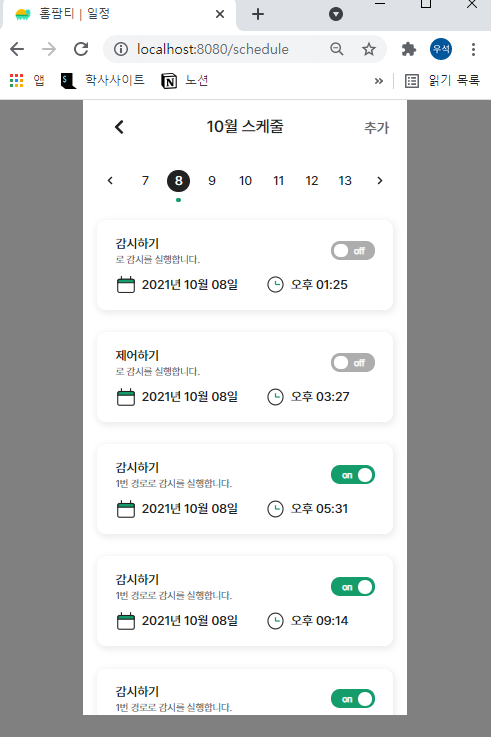 홈팜티 | 일정
localhost:8080/schedule
우석
앱
학사사이트
노션
»
읽기 목록
10월 스케줄
추가
7 8 9 10 11 12 13
감시하기
로 감시를 실행합니다.
off
2021년 10월 08일 오후 01:25
제어하기
로 감시를 실행합니다.
off
2021년 10월 08일 오후 03:27
감시하기
1번 경로로 감시를 실행합니다.
on
2021년 10월 08일 오후 05:31
감시하기
1번 경로로 감시를 실행합니다.
on
2021년 10월 08일 오후 09:14
감시하기
1번 경로로 감시를 실행합니다.
on